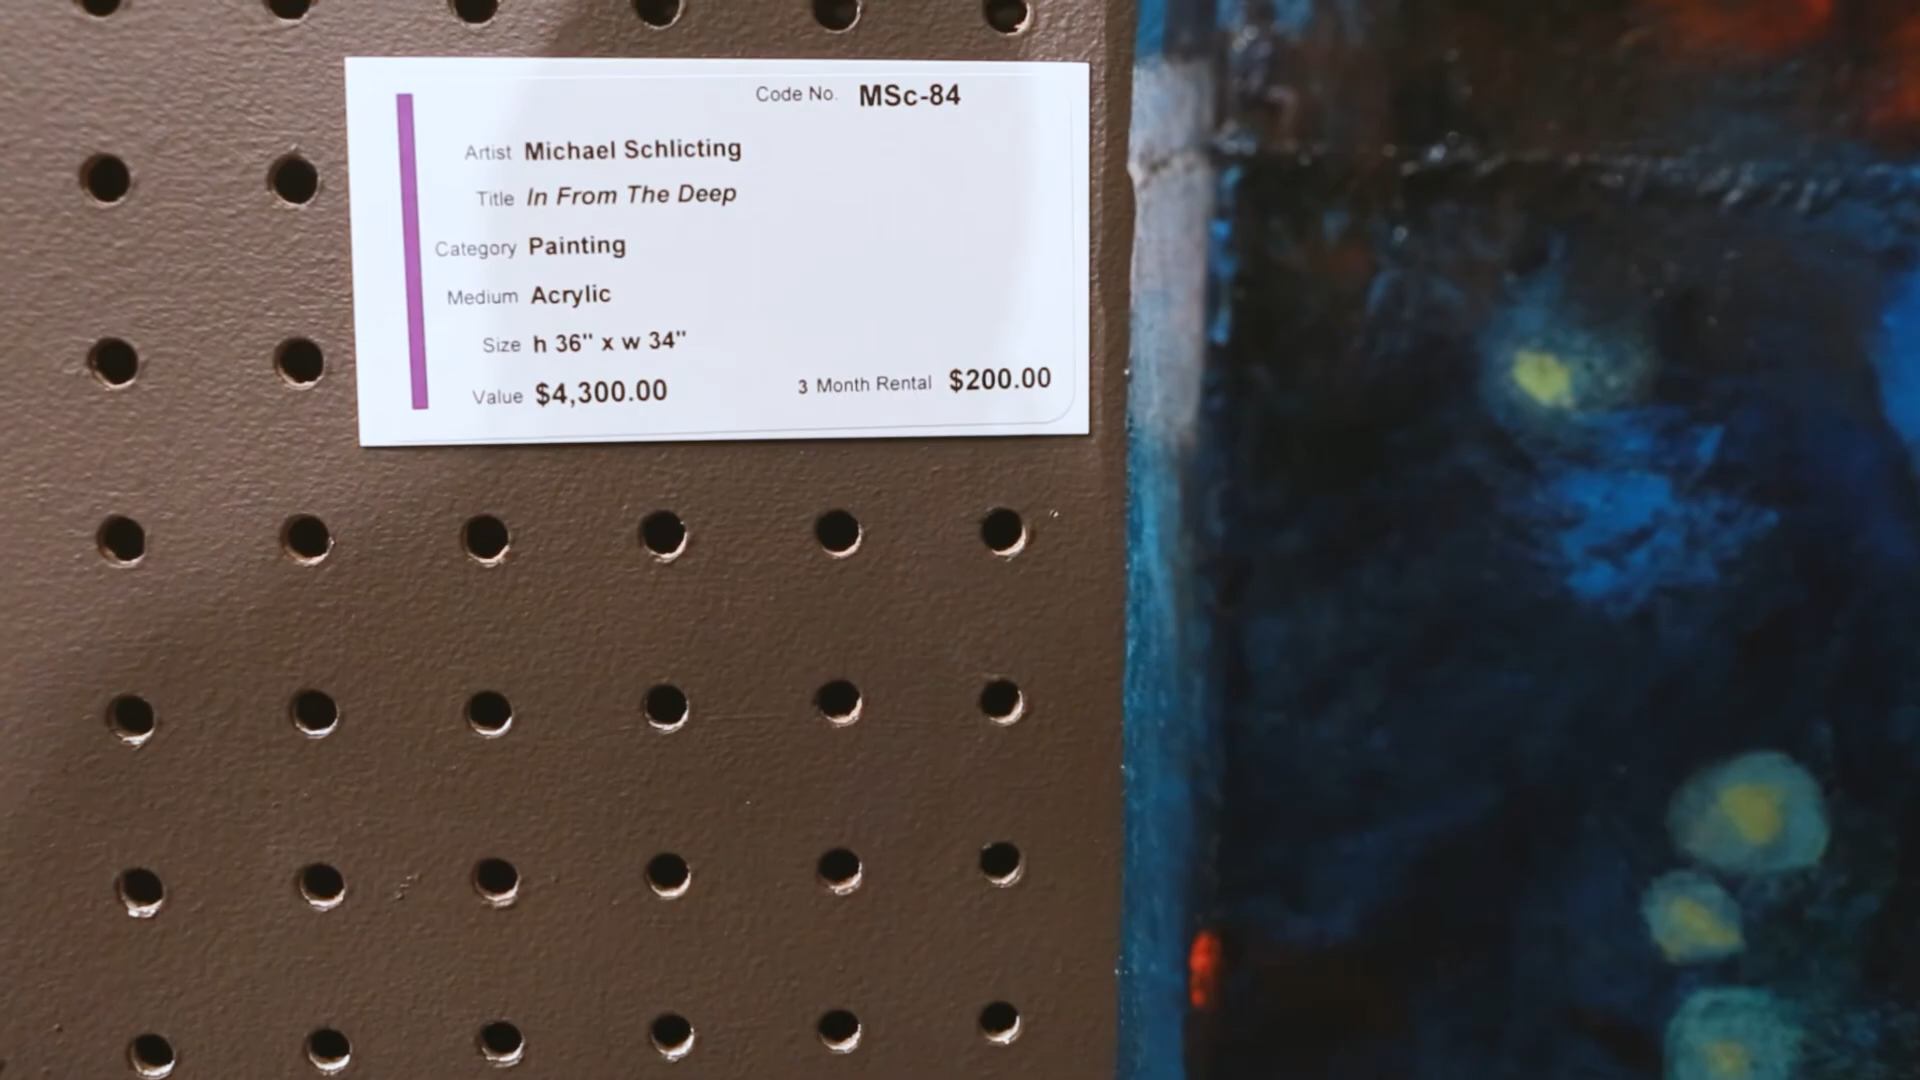 Code No. MSc-84
Artist Michael Schlicting
Title In From The Deep
Category Painting
Medium Acrylic
Size h 36" x w 34"
Value $4,300.00 3 Month Rental $200.00